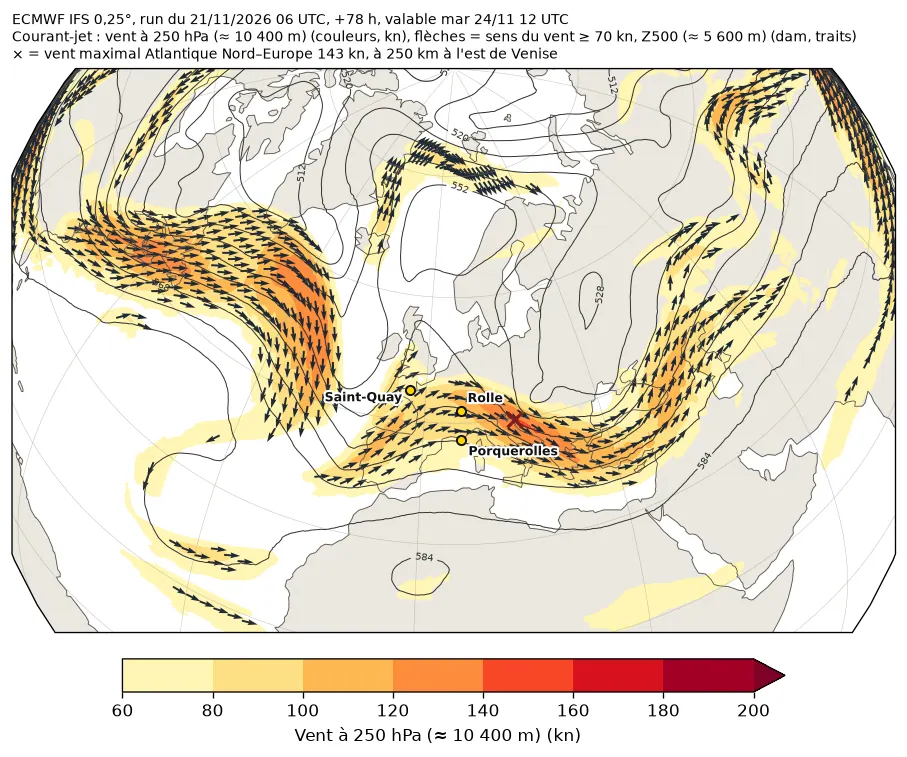 ECMWF IFS 0,25°, run du 21/11/2026 06 UTC, +78 h, valable mar 24/11 12 UTC
Courant-jet : vent à 250 hPa (≈ 10 400 m) (couleurs, kn), flèches = sens du vent ≥ 70 kn, Z500 (≈ 5 600 m) (dam, traits)
× = vent maximal Atlantique Nord–Europe 143 kn, à 250 km à l'est de Venise
512
520
552
512
528
Saint-Quay
Rolle
Porquerolles
584
584
60 80 100 120 140 160 180 200
Vent à 250 hPa (≈ 10 400 m) (kn)